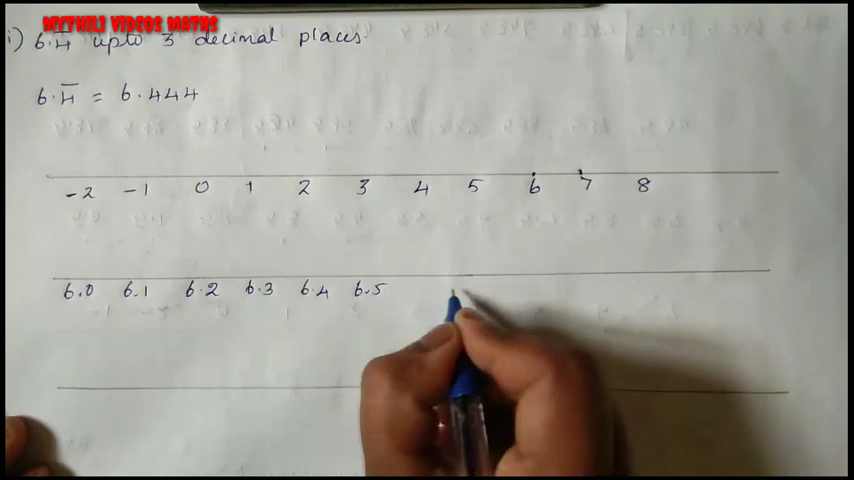 MYTHILI VIDEOS MATHS
i) 6.4̅ upto 3 decimal places.
6.4̅ = 6.444
-2 -1 0 1 2 3 4 5 6 7 8
6.0 6.1 6.2 6.3 6.4 6.5